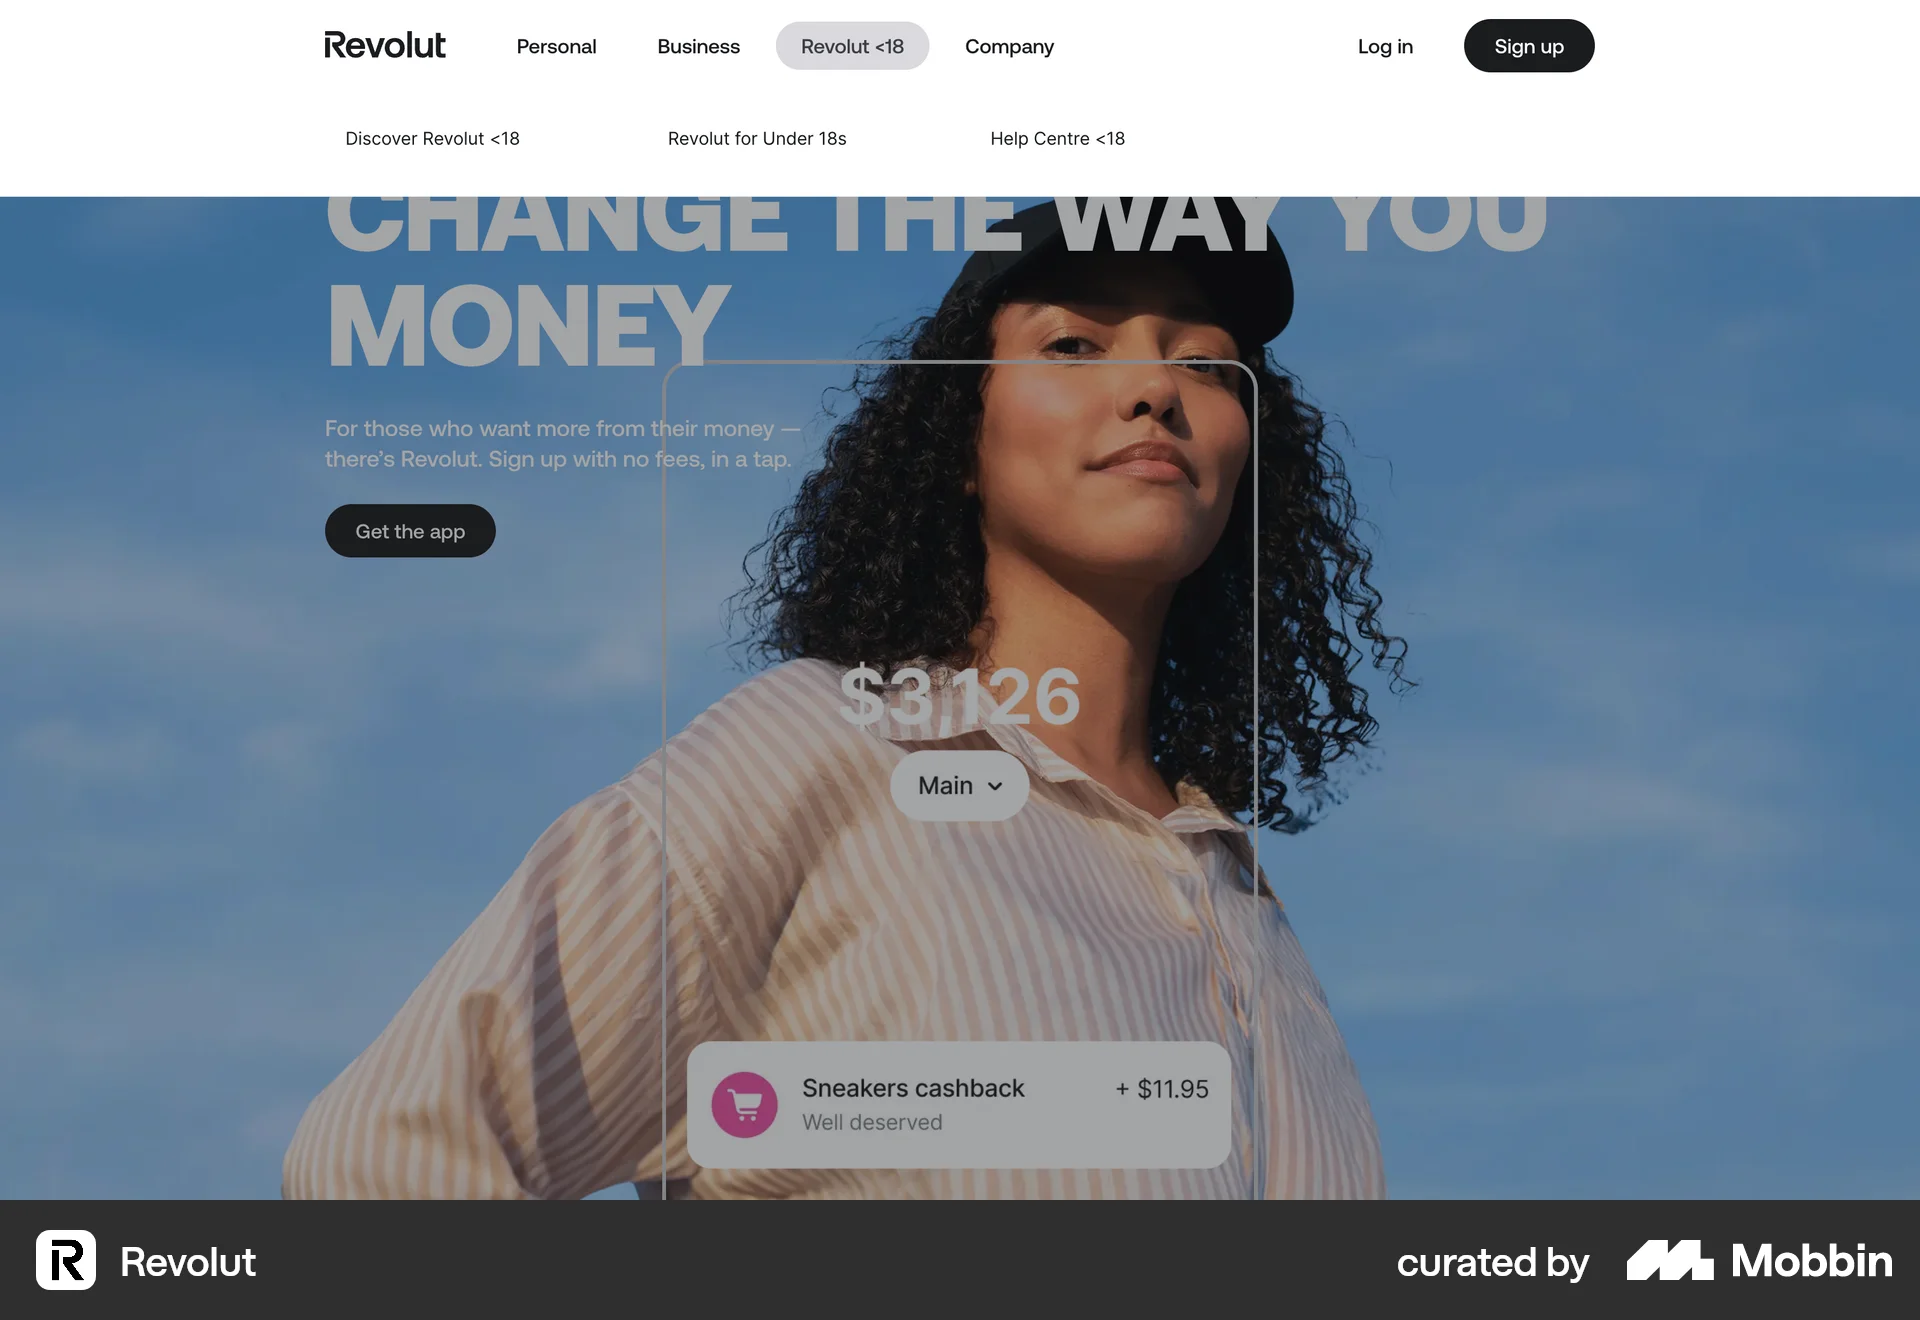 Revolut
Personal
Business
Revolut <18
Company
Log in
Sign up
Discover Revolut <18
Revolut for Under 18s
Help Centre <18
CHANGE THE WAY YOU
MONEY
For those who want more from their money —
there’s Revolut. Sign up with no fees, in a tap.
Get the app
$3,126
Main
Sneakers cashback
+ $11.95
Well deserved
R Revolut
curated by Mobbin